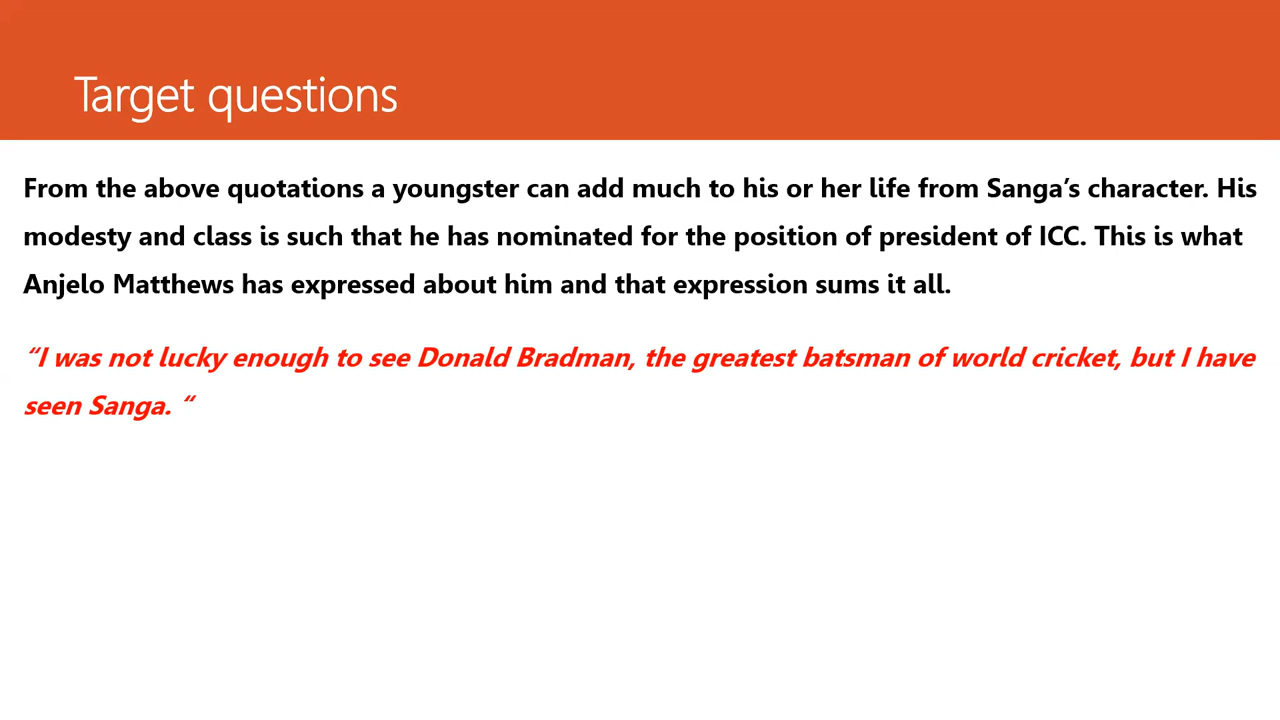 Target questions
From the above quotations a youngster can add much to his or her life from Sanga’s character. His
modesty and class is such that he has nominated for the position of president of ICC. This is what
Anjelo Matthews has expressed about him and that expression sums it all.
“I was not lucky enough to see Donald Bradman, the greatest batsman of world cricket, but I have
seen Sanga. “